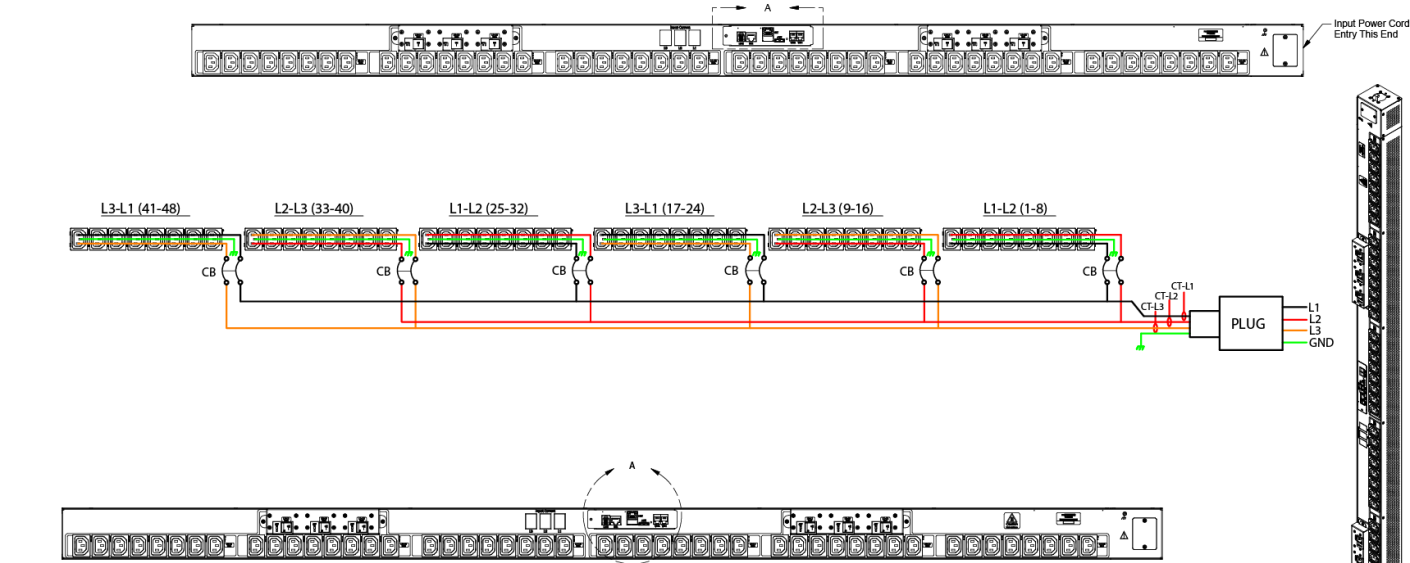 A
Input Power Cord
Entry This End
L3-L1 (41-48)
L2-L3 (33-40)
L1-L2 (25-32)
L3-L1 (17-24)
L2-L3 (9-16)
L1-L2 (1-8)
CB
CB
CB
CB
CB
CB
CT-L1
CT-L2
CT-L3
PLUG
L1
L2
L3
GND
A